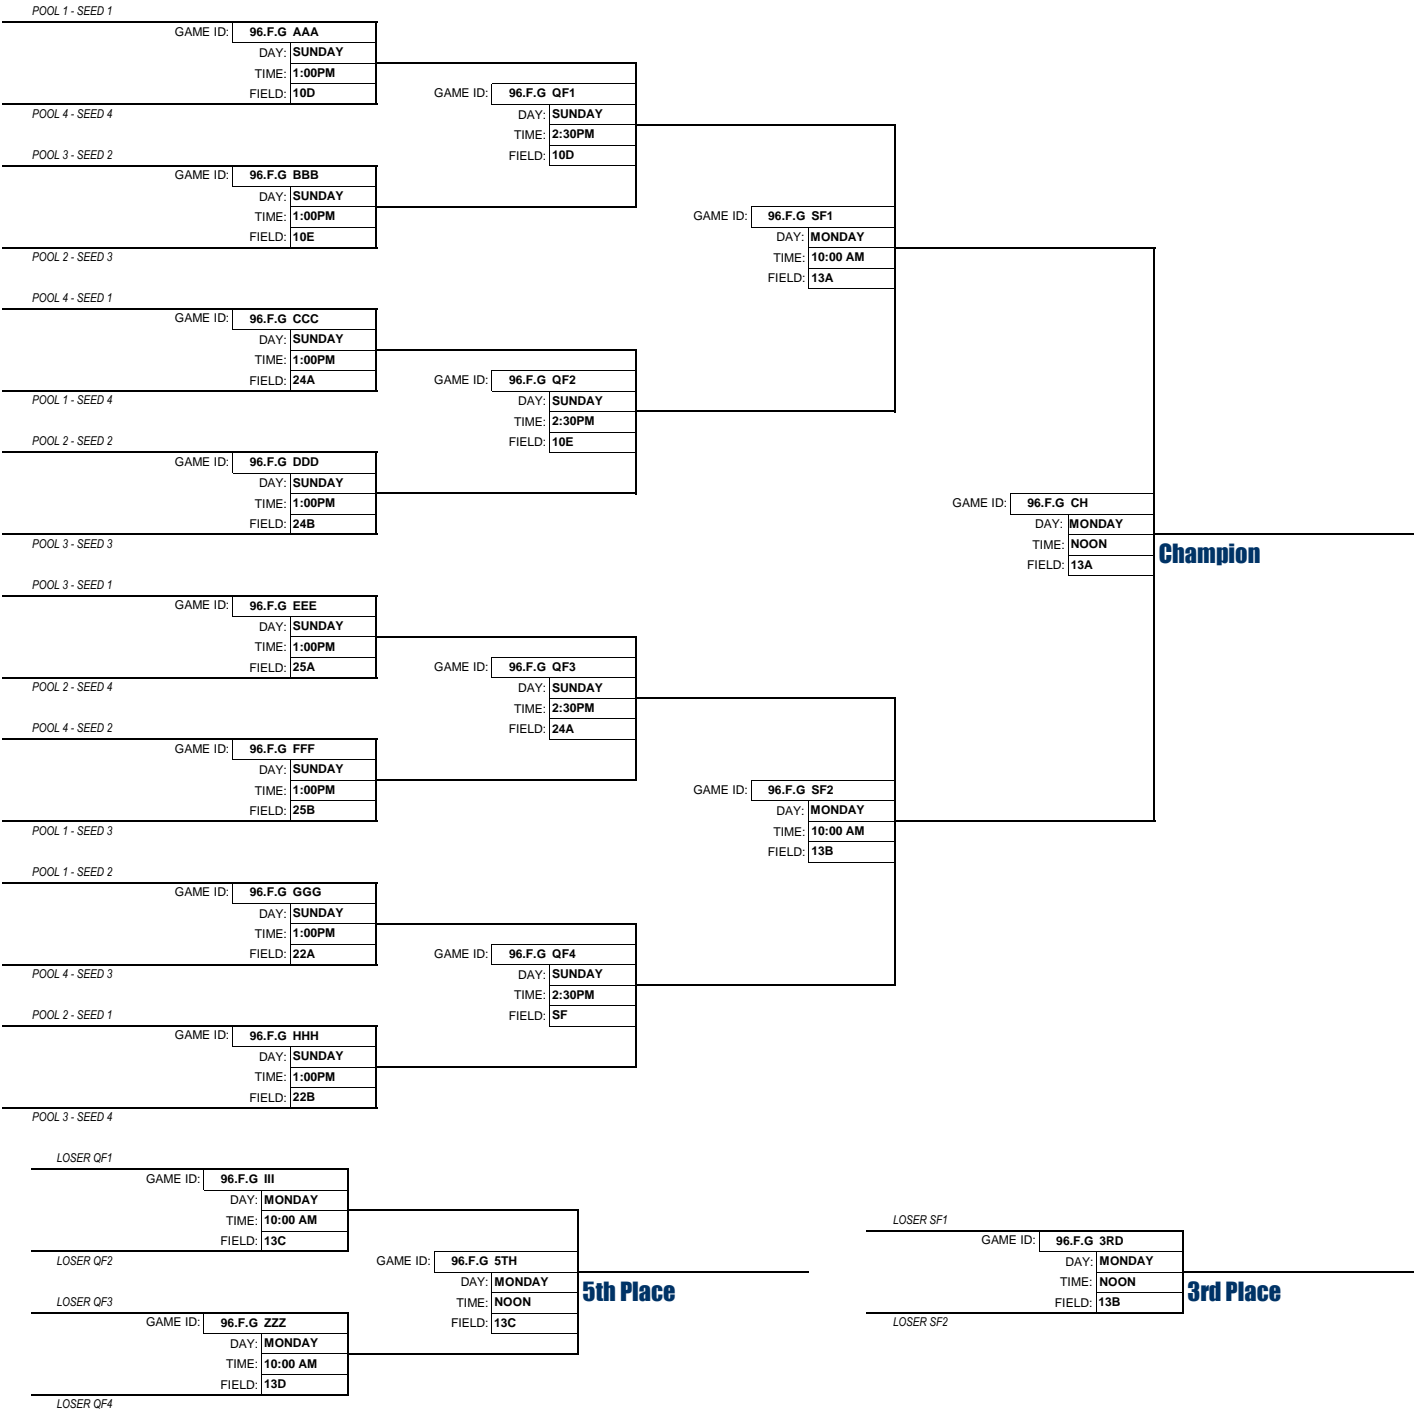 POOL 1 - SEED 1
GAME ID: 96.F.G AAA
DAY: SUNDAY
TIME: 1:00PM
FIELD: 10D
POOL 4 - SEED 4
POOL 3 - SEED 2
GAME ID: 96.F.G BBB
DAY: SUNDAY
TIME: 1:00PM
FIELD: 10E
POOL 2 - SEED 3
POOL 4 - SEED 1
GAME ID: 96.F.G CCC
DAY: SUNDAY
TIME: 1:00PM
FIELD: 24A
POOL 1 - SEED 4
POOL 2 - SEED 2
GAME ID: 96.F.G DDD
DAY: SUNDAY
TIME: 1:00PM
FIELD: 24B
POOL 3 - SEED 3
POOL 3 - SEED 1
GAME ID: 96.F.G EEE
DAY: SUNDAY
TIME: 1:00PM
FIELD: 25A
POOL 2 - SEED 4
POOL 4 - SEED 2
GAME ID: 96.F.G FFF
DAY: SUNDAY
TIME: 1:00PM
FIELD: 25B
POOL 1 - SEED 3
POOL 1 - SEED 2
GAME ID: 96.F.G GGG
DAY: SUNDAY
TIME: 1:00PM
FIELD: 22A
POOL 4 - SEED 3
POOL 2 - SEED 1
GAME ID: 96.F.G HHH
DAY: SUNDAY
TIME: 1:00PM
FIELD: 22B
POOL 3 - SEED 4
GAME ID: 96.F.G QF1
DAY: SUNDAY
TIME: 2:30PM
FIELD: 10D
GAME ID: 96.F.G QF2
DAY: SUNDAY
TIME: 2:30PM
FIELD: 10E
GAME ID: 96.F.G QF3
DAY: SUNDAY
TIME: 2:30PM
FIELD: 24A
GAME ID: 96.F.G QF4
DAY: SUNDAY
TIME: 2:30PM
FIELD: SF
GAME ID: 96.F.G SF1
DAY: MONDAY
TIME: 10:00 AM
FIELD: 13A
GAME ID: 96.F.G SF2
DAY: MONDAY
TIME: 10:00 AM
FIELD: 13B
GAME ID: 96.F.G CH
DAY: MONDAY
TIME: NOON
FIELD: 13A
Champion
LOSER QF1
GAME ID: 96.F.G III
DAY: MONDAY
TIME: 10:00 AM
FIELD: 13C
LOSER QF2
LOSER QF3
GAME ID: 96.F.G ZZZ
DAY: MONDAY
TIME: 10:00 AM
FIELD: 13D
LOSER QF4
GAME ID: 96.F.G 5TH
DAY: MONDAY
TIME: NOON
FIELD: 13C
5th Place
LOSER SF1
GAME ID: 96.F.G 3RD
DAY: MONDAY
TIME: NOON
FIELD: 13B
LOSER SF2
3rd Place